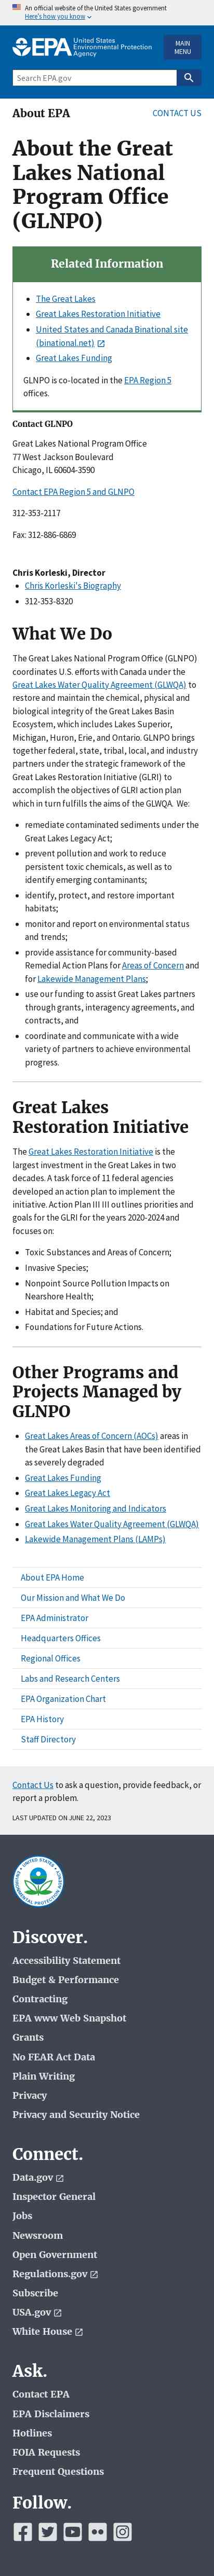 An official website of the United States government
Here's how you know
EPA United States Environmental Protection Agency
MAIN MENU
Search EPA.gov
About EPA
CONTACT US
About the Great
Lakes National
Program Office
(GLNPO)
Related Information
The Great Lakes
Great Lakes Restoration Initiative
United States and Canada Binational site
(binational.net)
Great Lakes Funding
GLNPO is co-located in the EPA Region 5
offices.
Contact GLNPO
Great Lakes National Program Office
77 West Jackson Boulevard
Chicago, IL 60604-3590
Contact EPA Region 5 and GLNPO
312-353-2117
Fax: 312-886-6869
Chris Korleski, Director
Chris Korleski's Biography
312-353-8320
What We Do
The Great Lakes National Program Office (GLNPO)
coordinates U.S. efforts with Canada under the
Great Lakes Water Quality Agreement (GLWQA) to
restore and maintain the chemical, physical and
biological integrity of the Great Lakes Basin
Ecosystem, which includes Lakes Superior,
Michigan, Huron, Erie, and Ontario. GLNPO brings
together federal, state, tribal, local, and industry
partners under the strategic framework of the
Great Lakes Restoration Initiative (GLRI) to
accomplish the objectives of GLRI action plan
which in turn fulfills the aims of the GLWQA. We:
remediate contaminated sediments under the
Great Lakes Legacy Act;
prevent pollution and work to reduce
persistent toxic chemicals, as well as to
identify emerging contaminants;
identify, protect, and restore important
habitats;
monitor and report on environmental status
and trends;
provide assistance for community-based
Remedial Action Plans for Areas of Concern and
for Lakewide Management Plans;
use our funding to assist Great Lakes partners
through grants, interagency agreements, and
contracts, and
coordinate and communicate with a wide
variety of partners to achieve environmental
progress.
Great Lakes
Restoration Initiative
The Great Lakes Restoration Initiative is the
largest investment in the Great Lakes in two
decades. A task force of 11 federal agencies
developed an action plan to implement the
initiative. Action Plan III III outlines priorities and
goals for the GLRI for the years 2020-2024 and
focuses on:
Toxic Substances and Areas of Concern;
Invasive Species;
Nonpoint Source Pollution Impacts on
Nearshore Health;
Habitat and Species; and
Foundations for Future Actions.
Other Programs and
Projects Managed by
GLNPO
Great Lakes Areas of Concern (AOCs) areas in
the Great Lakes Basin that have been identified
as severely degraded
Great Lakes Funding
Great Lakes Legacy Act
Great Lakes Monitoring and Indicators
Great Lakes Water Quality Agreement (GLWQA)
Lakewide Management Plans (LAMPs)
About EPA Home
Our Mission and What We Do
EPA Administrator
Headquarters Offices
Regional Offices
Labs and Research Centers
EPA Organization Chart
EPA History
Staff Directory
Contact Us to ask a question, provide feedback, or
report a problem.
LAST UPDATED ON JUNE 22, 2023
Discover.
Accessibility Statement
Budget & Performance
Contracting
EPA www Web Snapshot
Grants
No FEAR Act Data
Plain Writing
Privacy
Privacy and Security Notice
Connect.
Data.gov
Inspector General
Jobs
Newsroom
Open Government
Regulations.gov
Subscribe
USA.gov
White House
Ask.
Contact EPA
EPA Disclaimers
Hotlines
FOIA Requests
Frequent Questions
Follow.